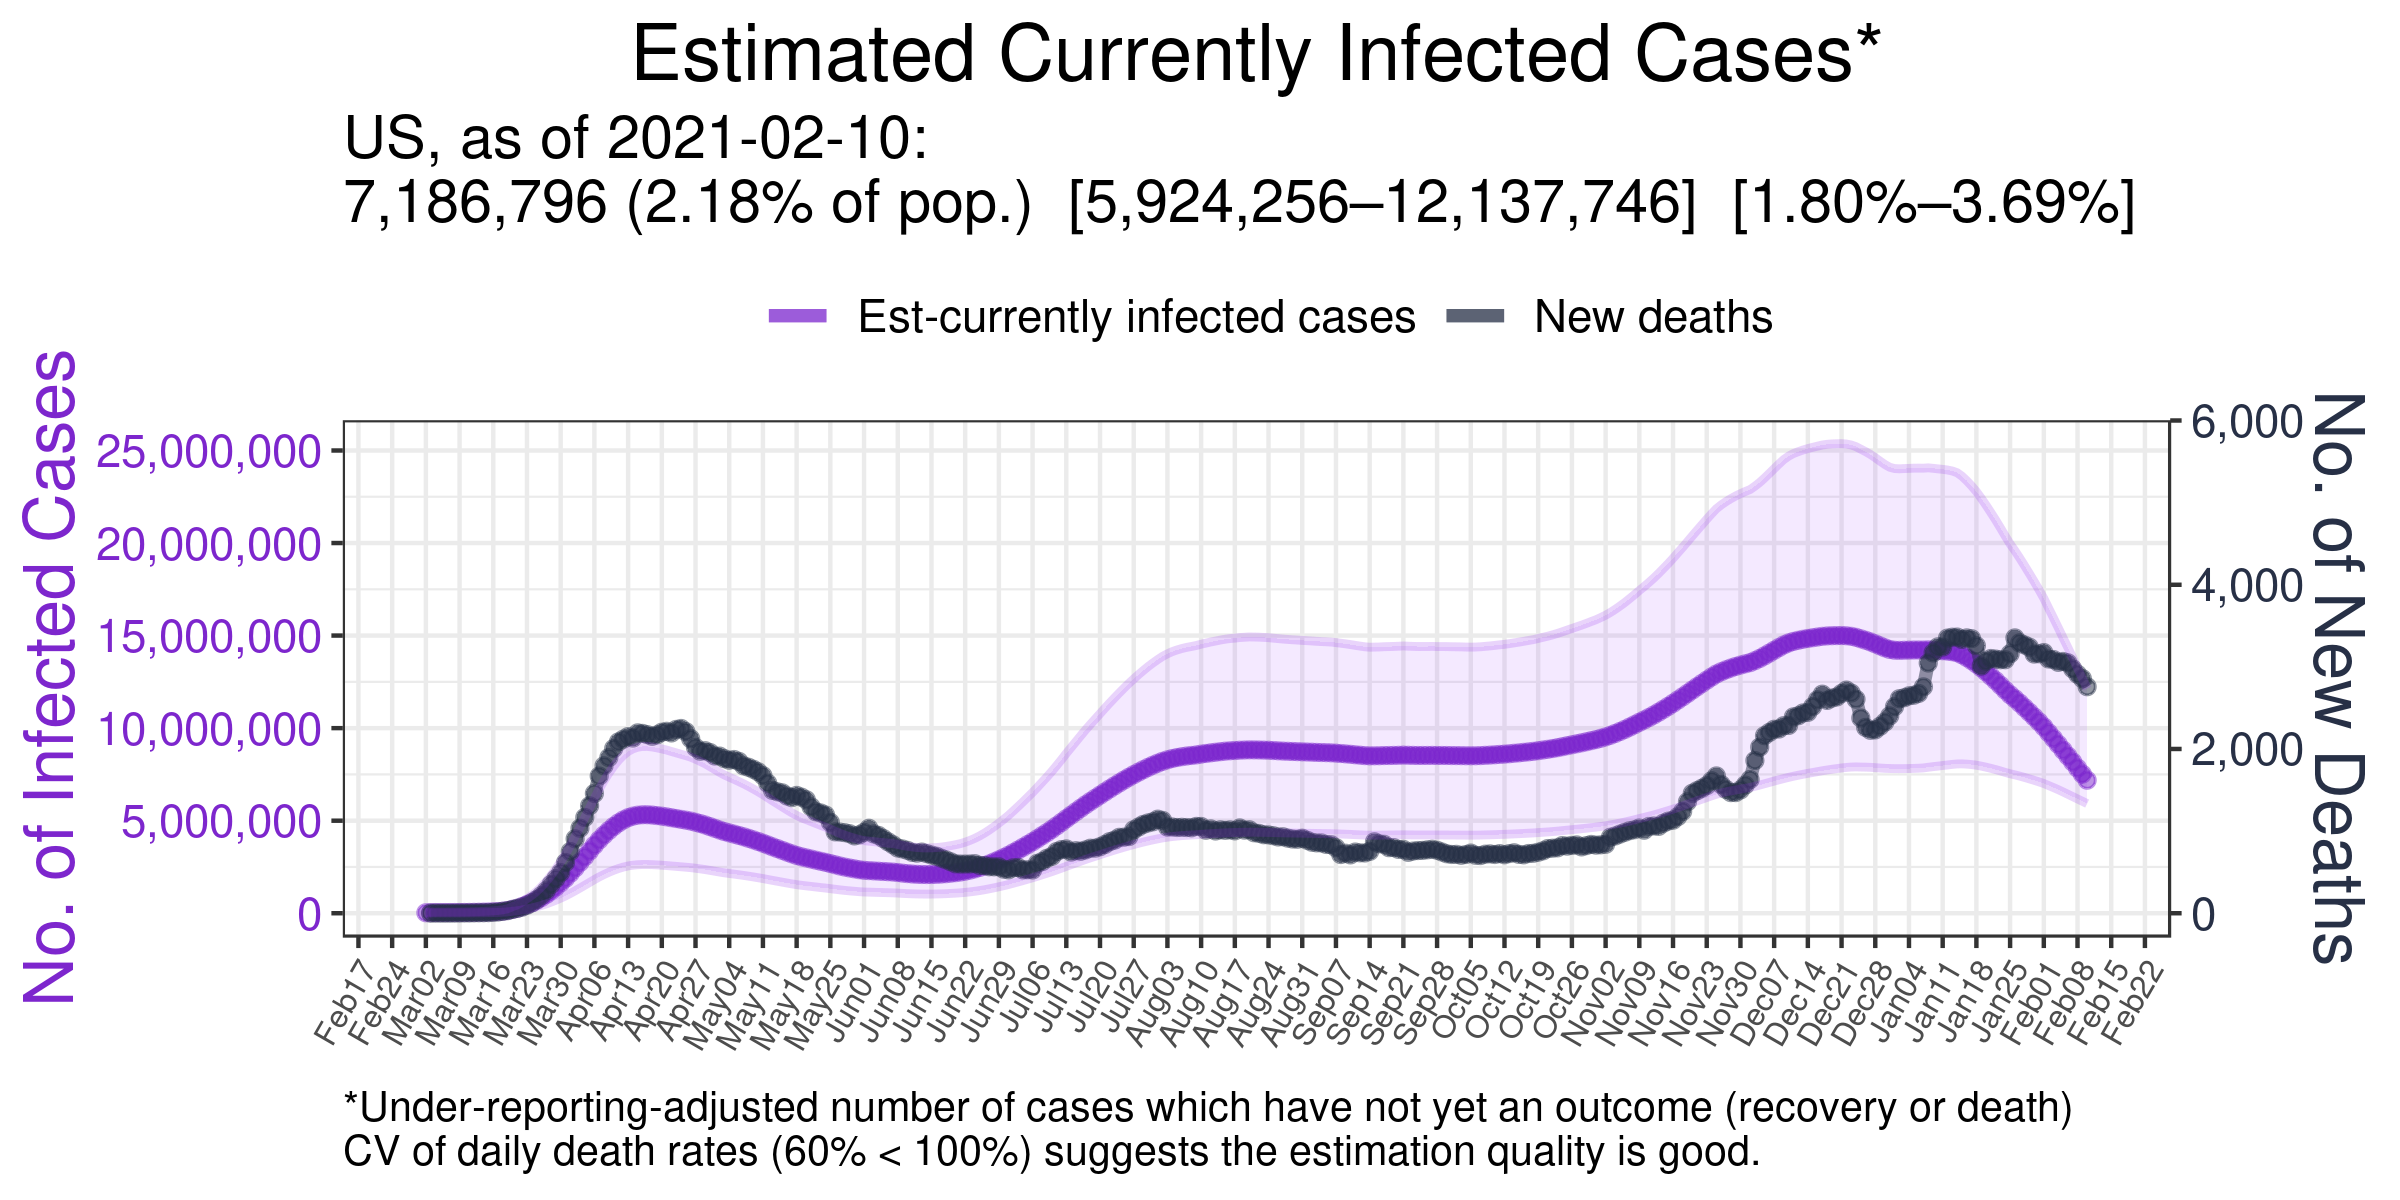 Estimated Currently Infected Cases*
US, as of 2021-02-10:
7,186,796 (2.18% of pop.) [5,924,256–12,137,746] [1.80%–3.69%]
Est-currently infected cases New deaths
No. of Infected Cases
25,000,000
20,000,000
15,000,000
10,000,000
5,000,000
0
6,000
4,000
2,000
0
No. of New Deaths
Feb17 Feb24 Mar02 Mar09 Mar16 Mar23 Mar30 Apr06 Apr13 Apr20 Apr27 May04 May11 May18 May25 Jun01 Jun08 Jun15 Jun22 Jun29 Jul06 Jul13 Jul20 Jul27 Aug03 Aug10 Aug17 Aug24 Aug31 Sep07 Sep14 Sep21 Sep28 Oct05 Oct12 Oct19 Oct26 Nov02 Nov09 Nov16 Nov23 Nov30 Dec07 Dec14 Dec21 Dec28 Jan04 Jan11 Jan18 Jan25 Feb01 Feb08 Feb15 Feb22
*Under-reporting-adjusted number of cases which have not yet an outcome (recovery or death)
CV of daily death rates (60% < 100%) suggests the estimation quality is good.